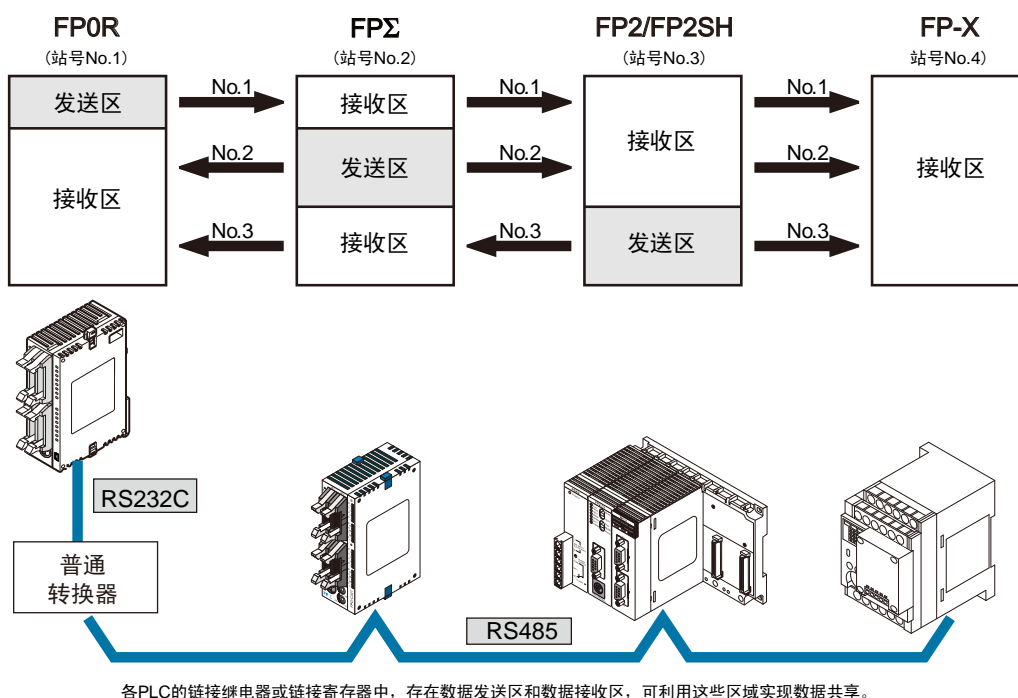 FP0R FPΣ FP2/FP2SH FP-X
(站号No.1) (站号No.2) (站号No.3) (站号No.4)
发送区 No.1 接收区 No.1 接收区 No.1 接收区
接收区 No.2 发送区 No.2 No.2
No.3 接收区 No.3 发送区 No.3
RS232C
普通
转换器
RS485
各PLC的链接继电器或链接寄存器中，存在数据发送区和数据接收区，可利用这些区域实现数据共享。